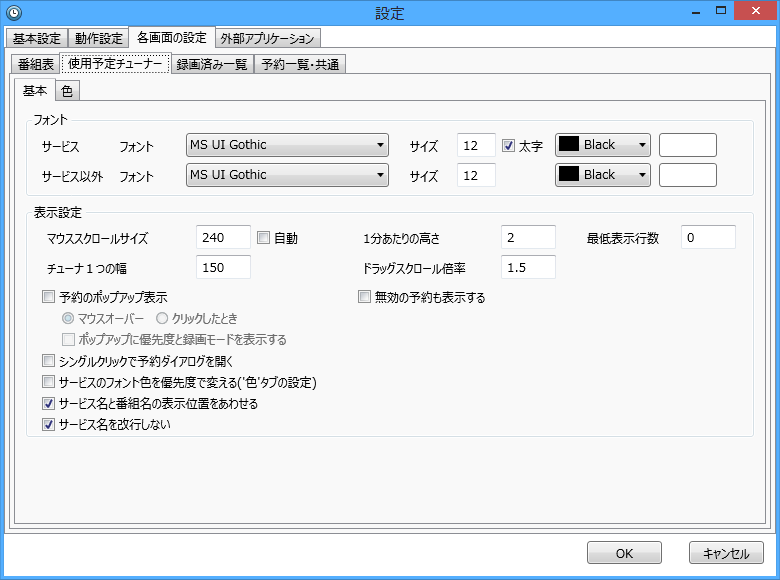 設定
基本設定 動作設定 各画面の設定 外部アプリケーション
番組表 使用予定チューナー 録画済み一覧 予約一覧・共通
基本 色
フォント
サービス フォント MS UI Gothic サイズ 12 太字 Black
サービス以外 フォント MS UI Gothic サイズ 12 Black
表示設定
マウススクロールサイズ 240 自動 1分あたりの高さ 2 最低表示行数 0
チューナ１つの幅 150 ドラッグスクロール倍率 1.5
予約のポップアップ表示 無効の予約も表示する
マウスオーバー クリックしたとき
ポップアップに優先度と録画モードを表示する
シングルクリックで予約ダイアログを開く
サービスのフォント色を優先度で変える('色'タブの設定)
サービス名と番組名の表示位置をあわせる
サービス名を改行しない
OK キャンセル